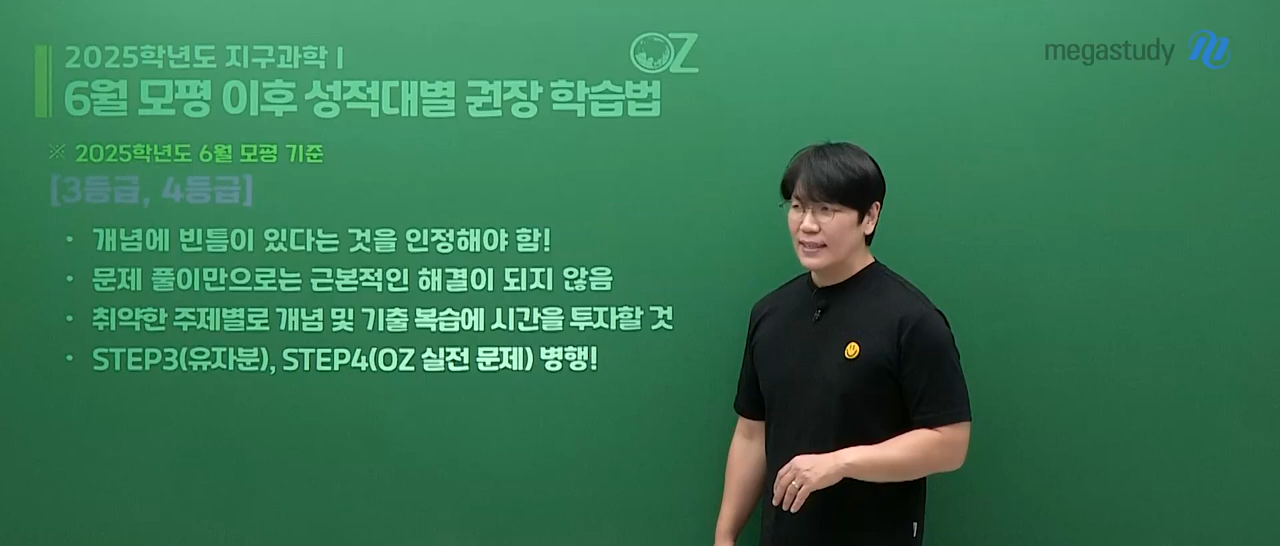 2025학년도 지구과학 I
6월 모평 이후 성적대별 권장 학습법
OZ
megastudy
※ 2025학년도 6월 모평 기준
[3등급, 4등급]
• 개념에 빈틈이 있다는 것을 인정해야 함!
• 문제 풀이만으로는 근본적인 해결이 되지 않음
• 취약한 주제별로 개념 및 기출 복습에 시간을 투자할 것
• STEP3(유자분), STEP4(OZ 실전 문제) 병행!